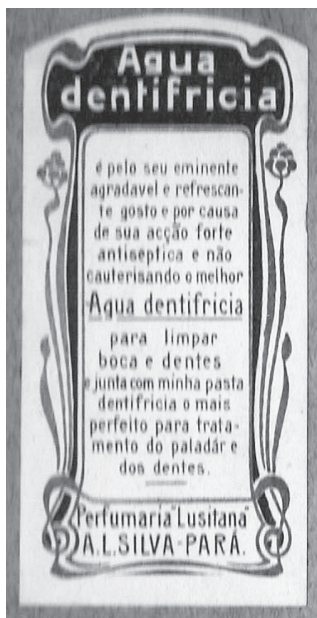 Agua
dentifricia
é pelo seu eminente
agradavel e refrescan-
te gosto e por causa
de sua acção forte
antiseptica e não
cauterisando o melhor
Agua dentifricia
para limpar
boca e dentes
e junta com minha pasta
dentifricia o mais
perfeito para trata-
mento do paladár e
dos dentes.
Perfumaria "Lusitana"
A.L.SILVA-PARÁ.